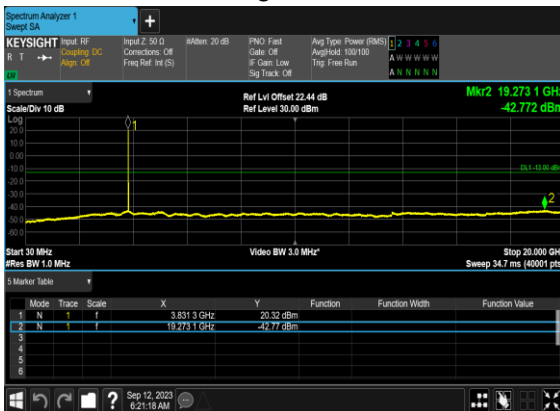 Spectrum Analyzer 1
Swept SA
KEYSIGHT Input: RF Input Z: 50 Ω #Atten: 20 dB PNO: Fast Avg Type: Power (RMS) 1 2 3 4 5 6
R T Coupling: DC Corrections: Off Gate: Off Avg|Hold: 100/100 A W W W W W
Align: Off Freq Ref: Int (S) IF Gain: Low Trig: Free Run
Sig Track: Off A N N N N N
1 Spectrum
Ref Lvl Offset 22.44 dB Mkr2 19.273 1 GHz
Scale/Div 10 dB Ref Level 30.00 dBm -42.772 dBm
Log
20.0 1
10.0
0.00
-10.0 DL1 -13.00 dBm
-20.0
-30.0
-40.0 2
-50.0
-60.0
Start 30 MHz Video BW 3.0 MHz* Stop 20.000 GHz
#Res BW 1.0 MHz Sweep 34.7 ms (40001 pts)
5 Marker Table
Mode Trace Scale X Y Function Function Width Function Value
1 N 1 f 3.831 3 GHz 20.32 dBm
2 N 1 f 19.273 1 GHz -42.77 dBm
3
4
5
6
? Sep 12, 2023
6:21:18 AM